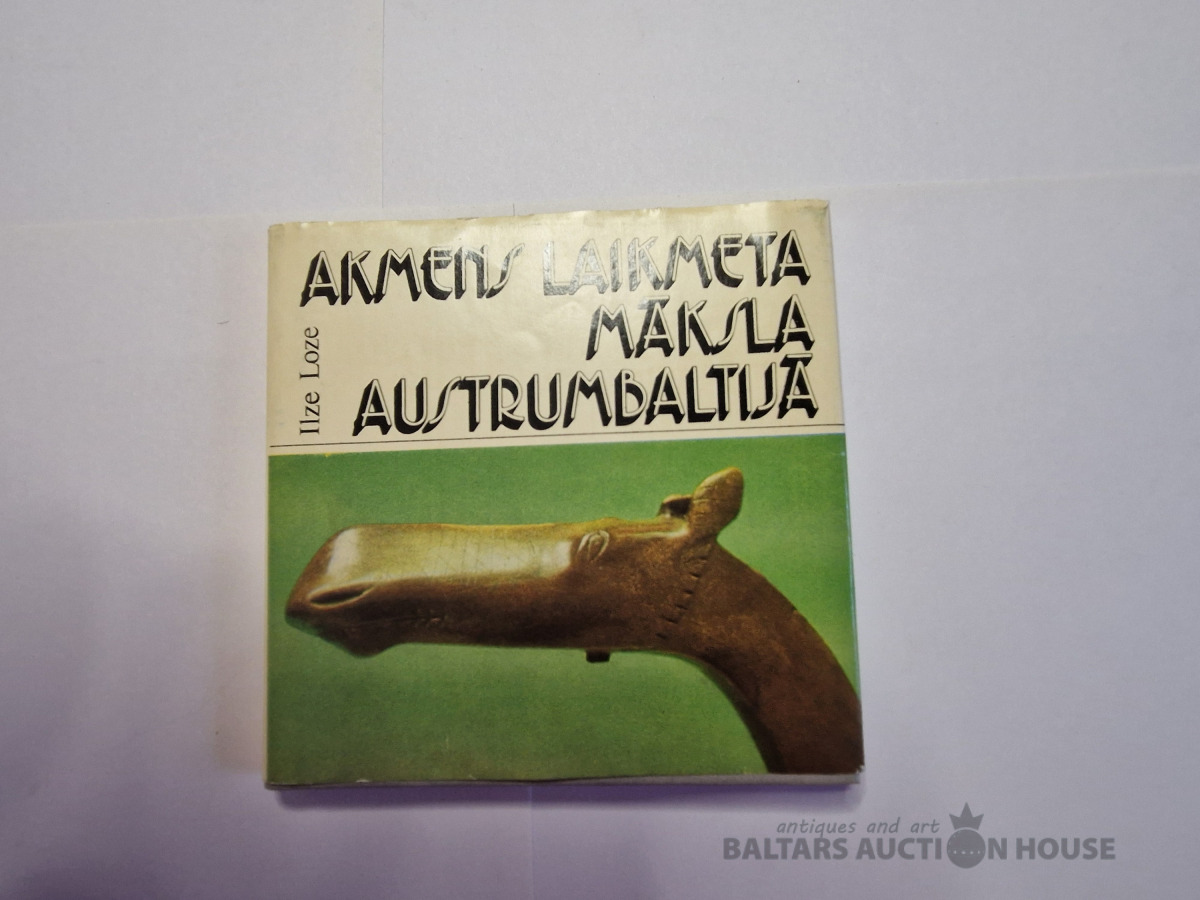 AKMENS LAIKMETA
MĀKSLA
AUSTRUMBALTIJĀ
Ilze Loze
antiques and art
BALTARS AUCTION HOUSE